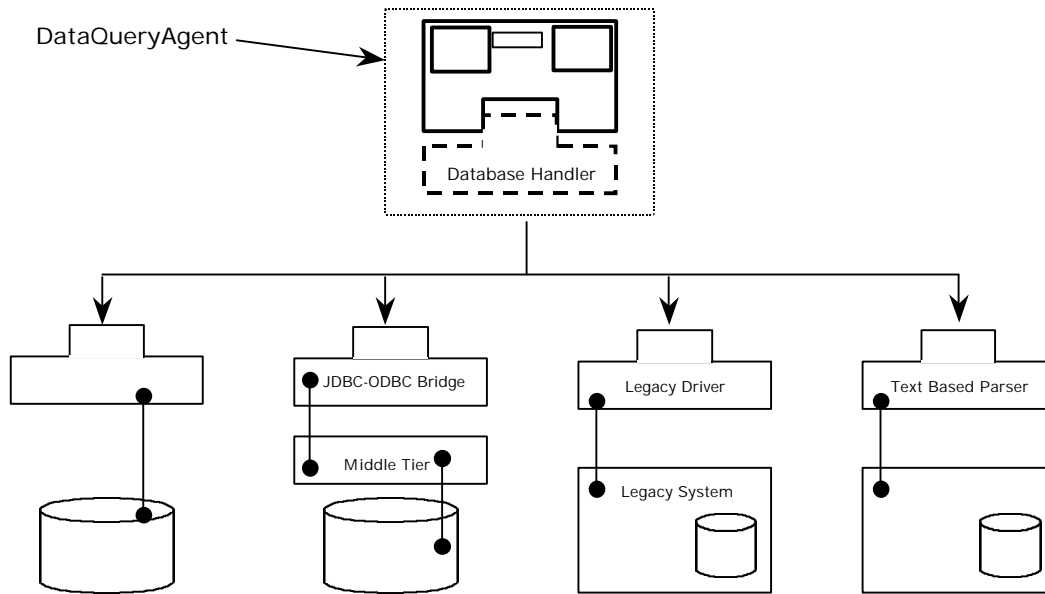 DataQueryAgent
Database Handler
JDBC-ODBC Bridge
Legacy Driver
Text Based Parser
Middle Tier
Legacy System